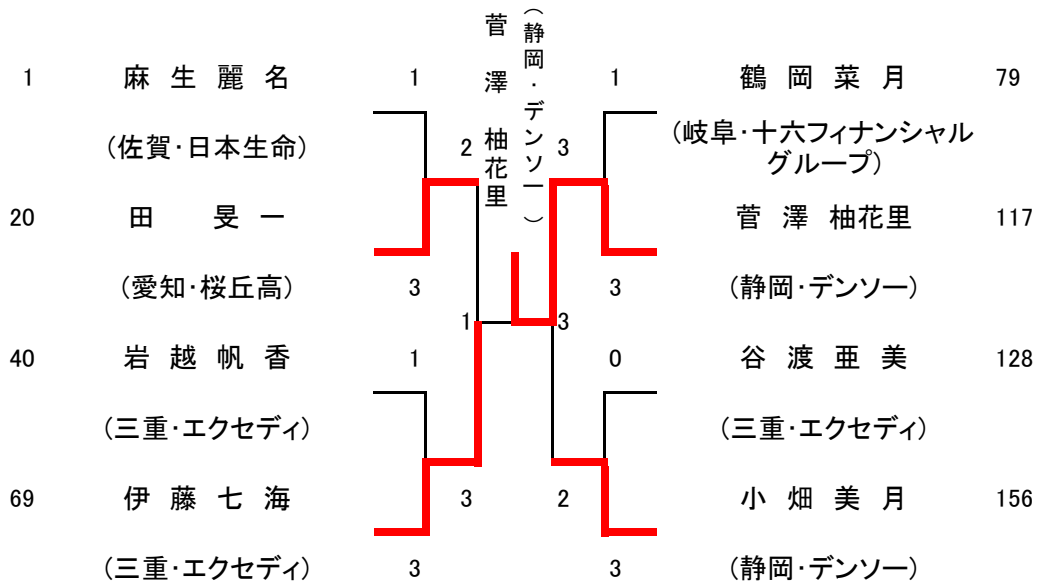 菅澤 柚花里
(静岡・デンソー)
1 麻生麗名 1
(佐賀・日本生命)
2
20 田 旻一
(愛知・桜丘高) 3
1
40 岩越帆香 1
(三重・エクセディ)
69 伊藤七海 3
(三重・エクセディ) 3
1 鶴岡菜月 79
3 (岐阜・十六フィナンシャル
グループ)
菅澤 柚花里 117
3 (静岡・デンソー)
3
0 谷渡亜美 128
(三重・エクセディ)
2 小畑美月 156
3 (静岡・デンソー)